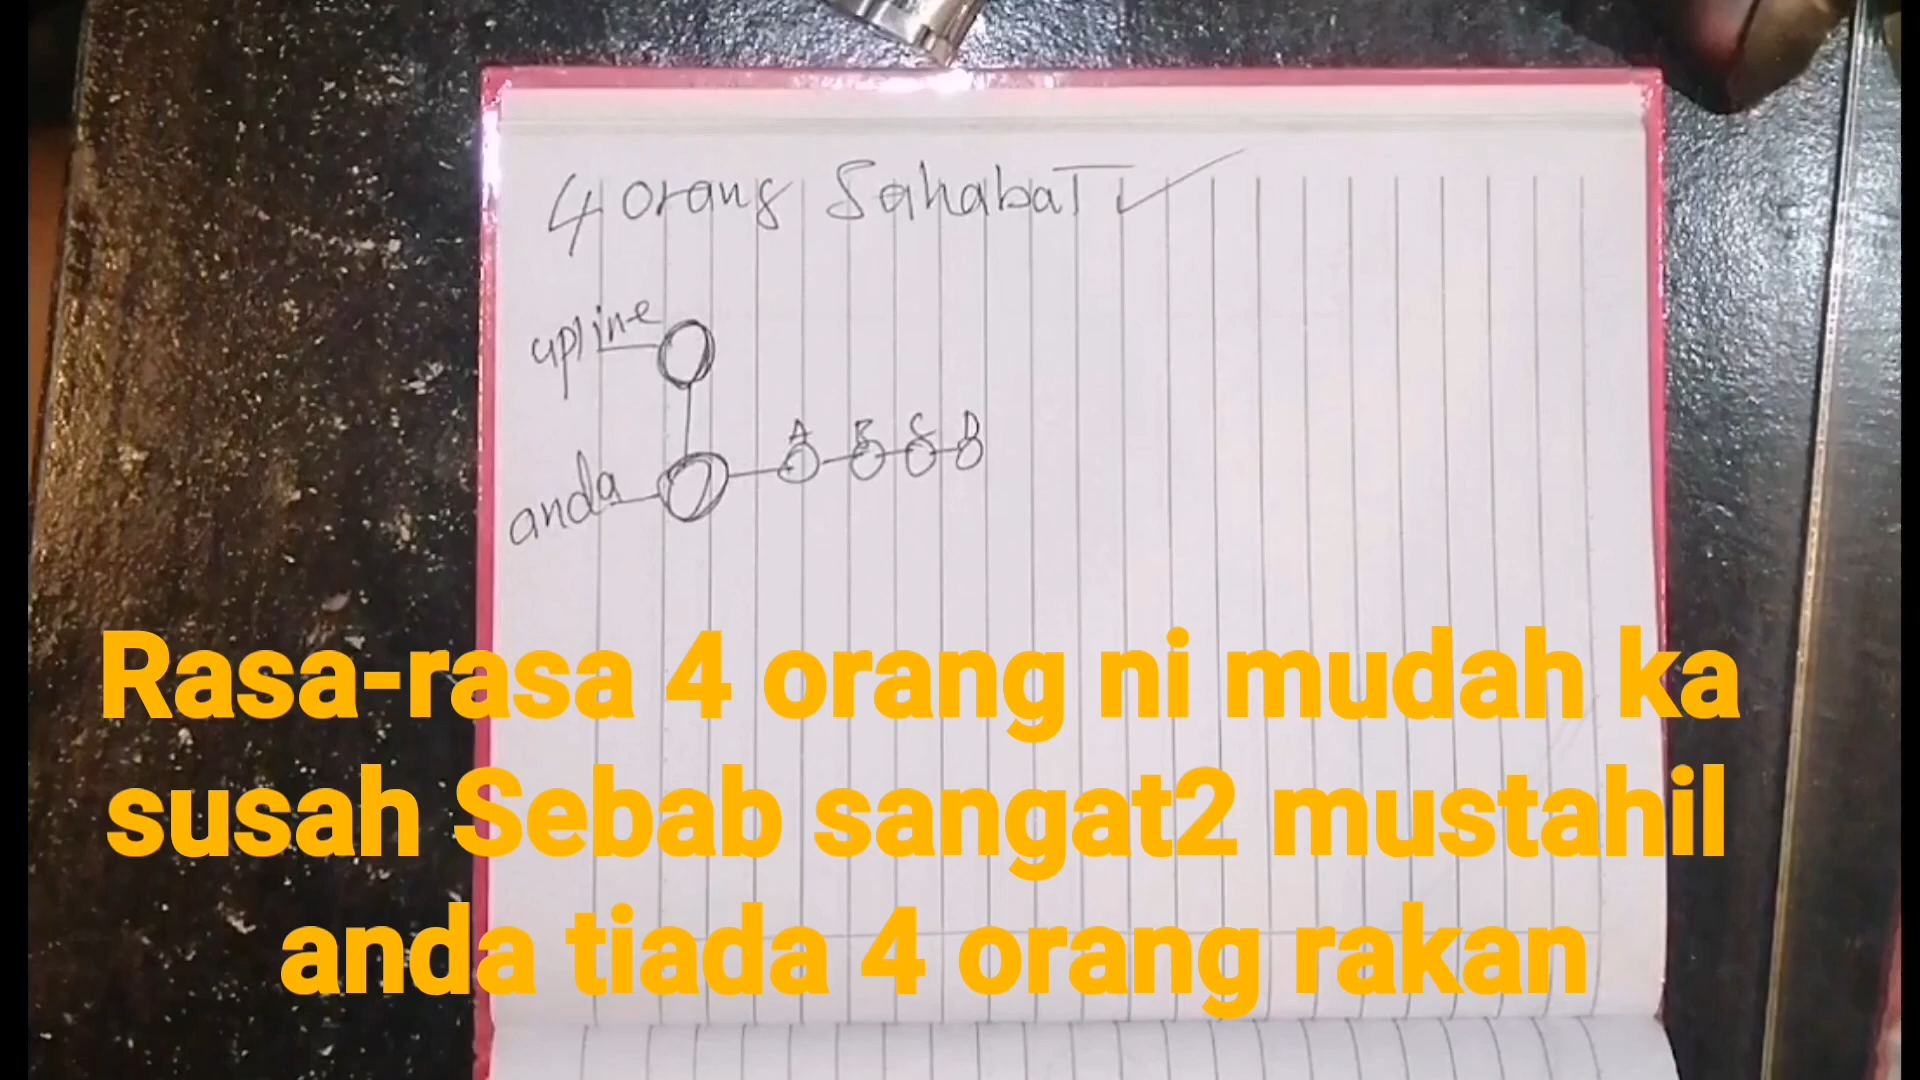 4 orang SahabaT
upline
A B C D
anda
Rasa-rasa 4 orang ni mudah ka
susah Sebab sangat2 mustahil
anda tiada 4 orang rakan